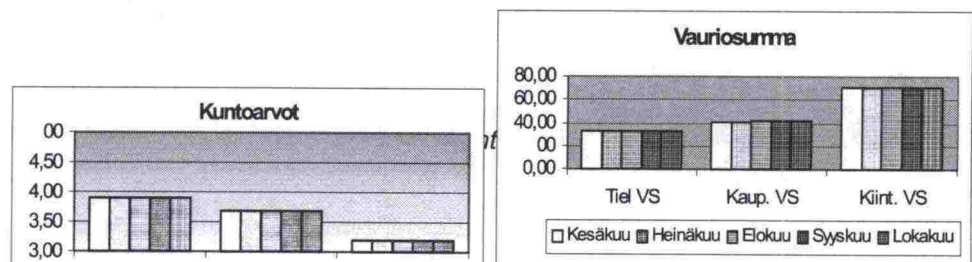 Kuntoarvot
00
4,50
4,00
3,50
3,00
nt
Vauriosumma
80,00
60,00
40,00
00
0,00
Tiel VS Kaup. VS Kiint. VS
Kesäkuu Heinäkuu Elokuu Syyskuu Lokakuu